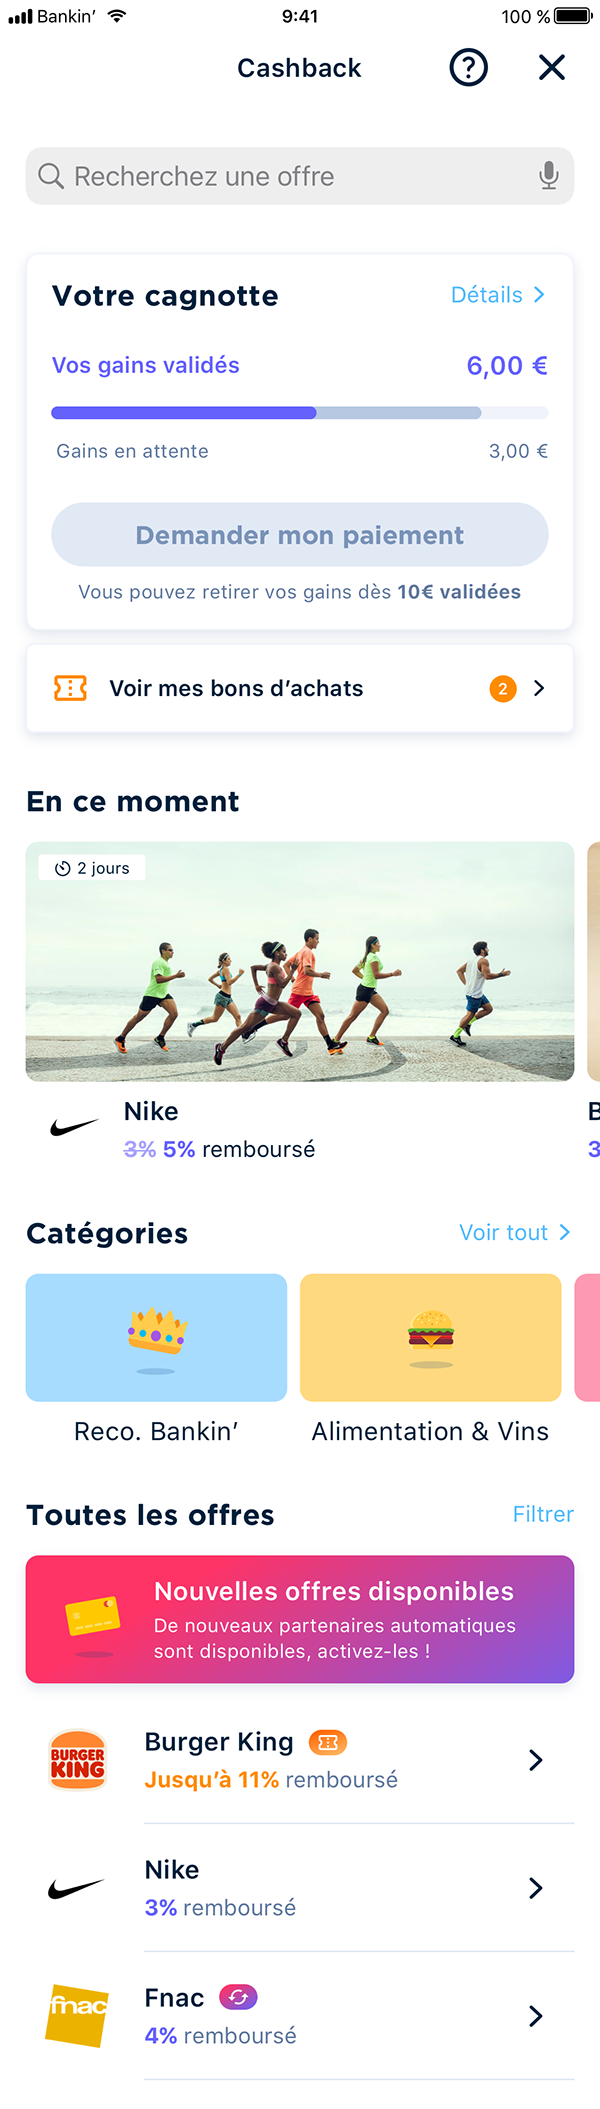 Bankin’ 9:41 100 %
Cashback
Recherchez une offre
Votre cagnotte Détails
Vos gains validés 6,00 €
Gains en attente 3,00 €
Demander mon paiement
Vous pouvez retirer vos gains dès 10€ validées
Voir mes bons d’achats 2
En ce moment
2 jours
Nike B
3% 5% remboursé 3
Catégories Voir tout
Reco. Bankin’ Alimentation & Vins
Toutes les offres Filtrer
Nouvelles offres disponibles
De nouveaux partenaires automatiques
sont disponibles, activez-les !
BURGER
KING
Burger King
Jusqu’à 11% remboursé
Nike
3% remboursé
fnac
Fnac
4% remboursé